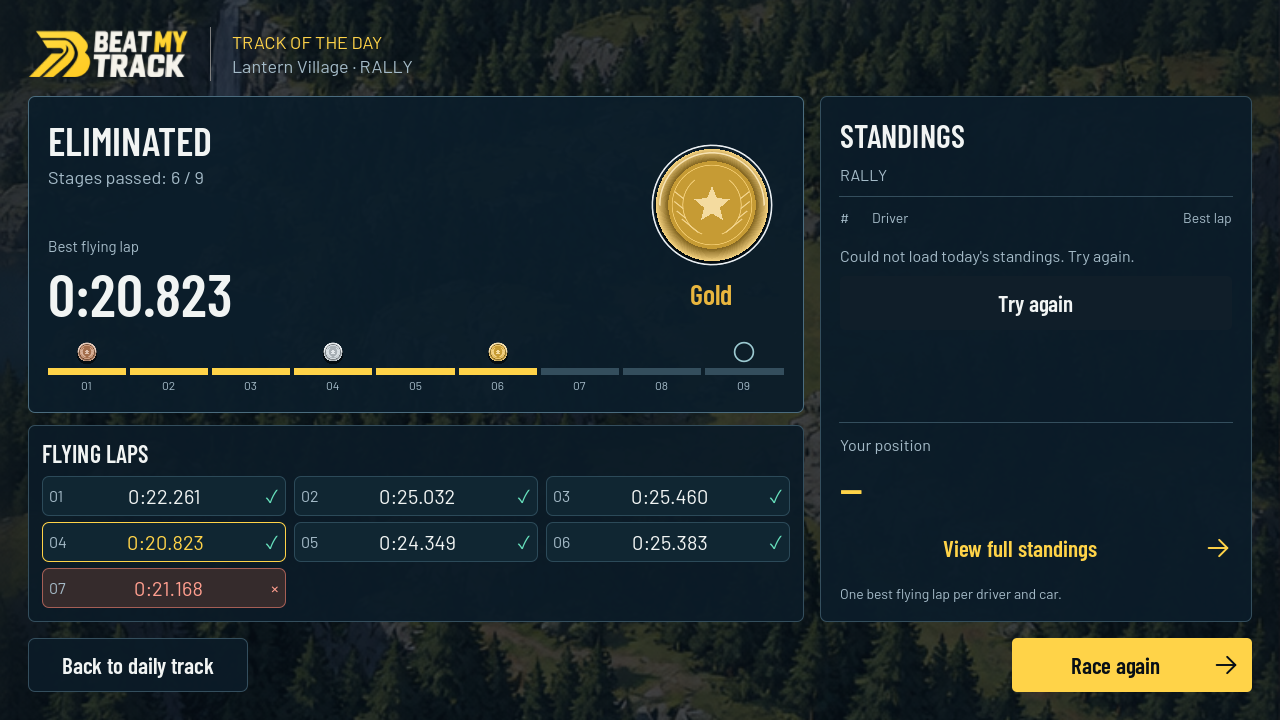 BEAT MY
TRACK
TRACK OF THE DAY
Lantern Village · RALLY
ELIMINATED
Stages passed: 6 / 9
Best flying lap
0:20.823
Gold
01 02 03 04 05 06 07 08 09
FLYING LAPS
01 0:22.261 ✓
02 0:25.032 ✓
03 0:25.460 ✓
04 0:20.823 ✓
05 0:24.349 ✓
06 0:25.383 ✓
07 0:21.168 ×
STANDINGS
RALLY
# Driver Best lap
Could not load today's standings. Try again.
Try again
Your position
–
View full standings →
One best flying lap per driver and car.
Back to daily track
Race again →